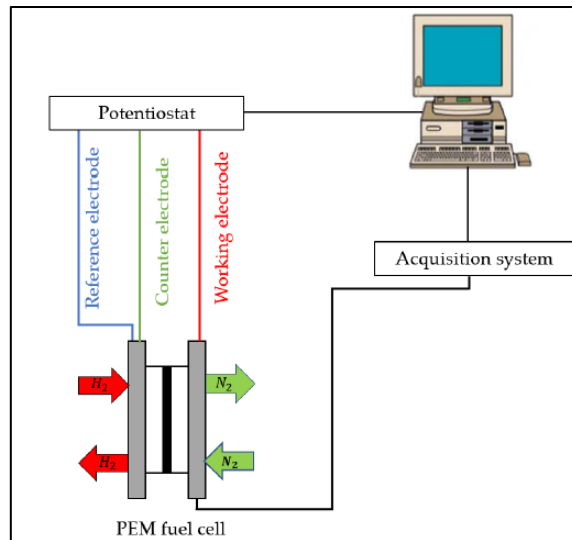 Potentiostat
Reference electrode
Counter electrode
Working electrode
Acquisition system
H₂
N₂
H₂
N₂
PEM fuel cell